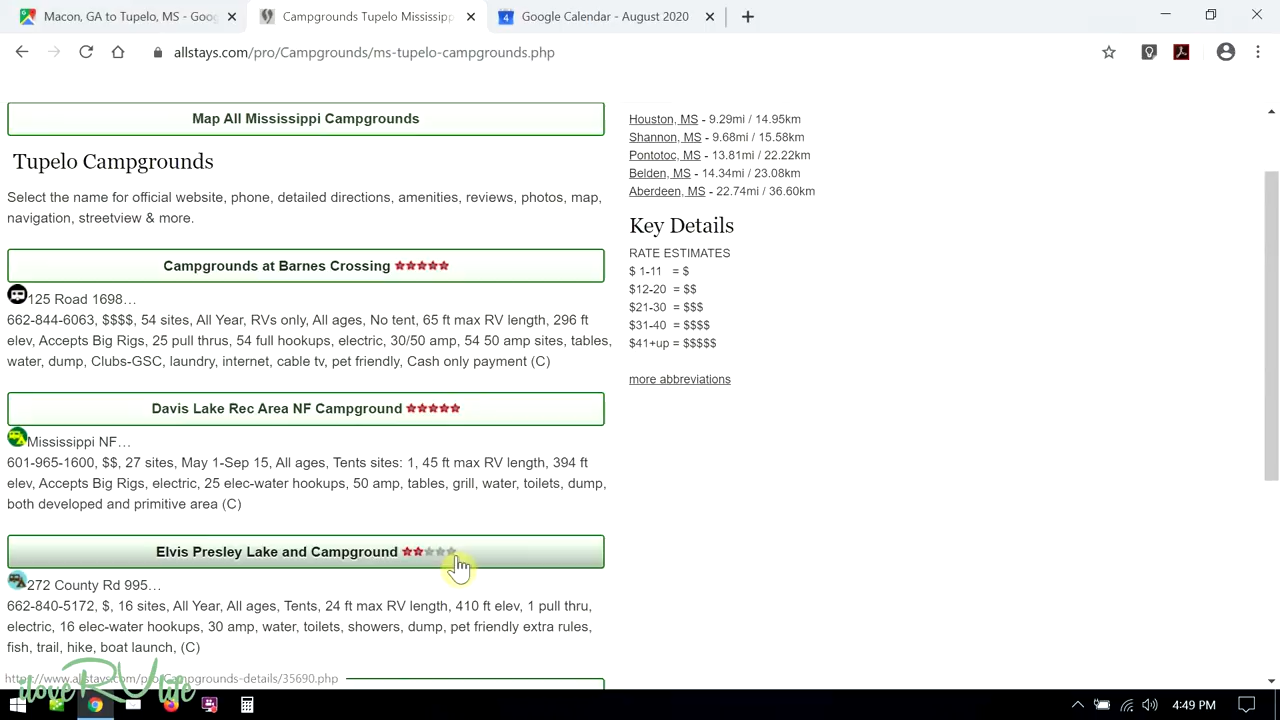 Macon, GA to Tupelo, MS - Goo
Campgrounds Tupelo Mississipp
Google Calendar - August 2020
allstays.com/pro/Campgrounds/ms-tupelo-campgrounds.php
Map All Mississippi Campgrounds
Tupelo Campgrounds
Select the name for official website, phone, detailed directions, amenities, reviews, photos, map,
navigation, streetview & more.
Campgrounds at Barnes Crossing
125 Road 1698…
662-844-6063, $$$$, 54 sites, All Year, RVs only, All ages, No tent, 65 ft max RV length, 296 ft
elev, Accepts Big Rigs, 25 pull thrus, 54 full hookups, electric, 30/50 amp, 54 50 amp sites, tables,
water, dump, Clubs-GSC, laundry, internet, cable tv, pet friendly, Cash only payment (C)
Davis Lake Rec Area NF Campground
Mississippi NF…
601-965-1600, $$, 27 sites, May 1-Sep 15, All ages, Tents sites: 1, 45 ft max RV length, 394 ft
elev, Accepts Big Rigs, electric, 25 elec-water hookups, 50 amp, tables, grill, water, toilets, dump,
both developed and primitive area (C)
Elvis Presley Lake and Campground
272 County Rd 995…
662-840-5172, $, 16 sites, All Year, All ages, Tents, 24 ft max RV length, 410 ft elev, 1 pull thru,
electric, 16 elec-water hookups, 30 amp, water, toilets, showers, dump, pet friendly extra rules,
fish, trail, hike, boat launch, (C)
Houston, MS - 9.29mi / 14.95km
Shannon, MS - 9.68mi / 15.58km
Pontotoc, MS - 13.81mi / 22.22km
Belden, MS - 14.34mi / 23.08km
Aberdeen, MS - 22.74mi / 36.60km
Key Details
RATE ESTIMATES
$ 1-11 = $
$12-20 = $$
$21-30 = $$$
$31-40 = $$$$
$41+up = $$$$$
more abbreviations
https://www.allstays.com/pro/Campgrounds-details/35690.php
iloveRVlife
4:49 PM